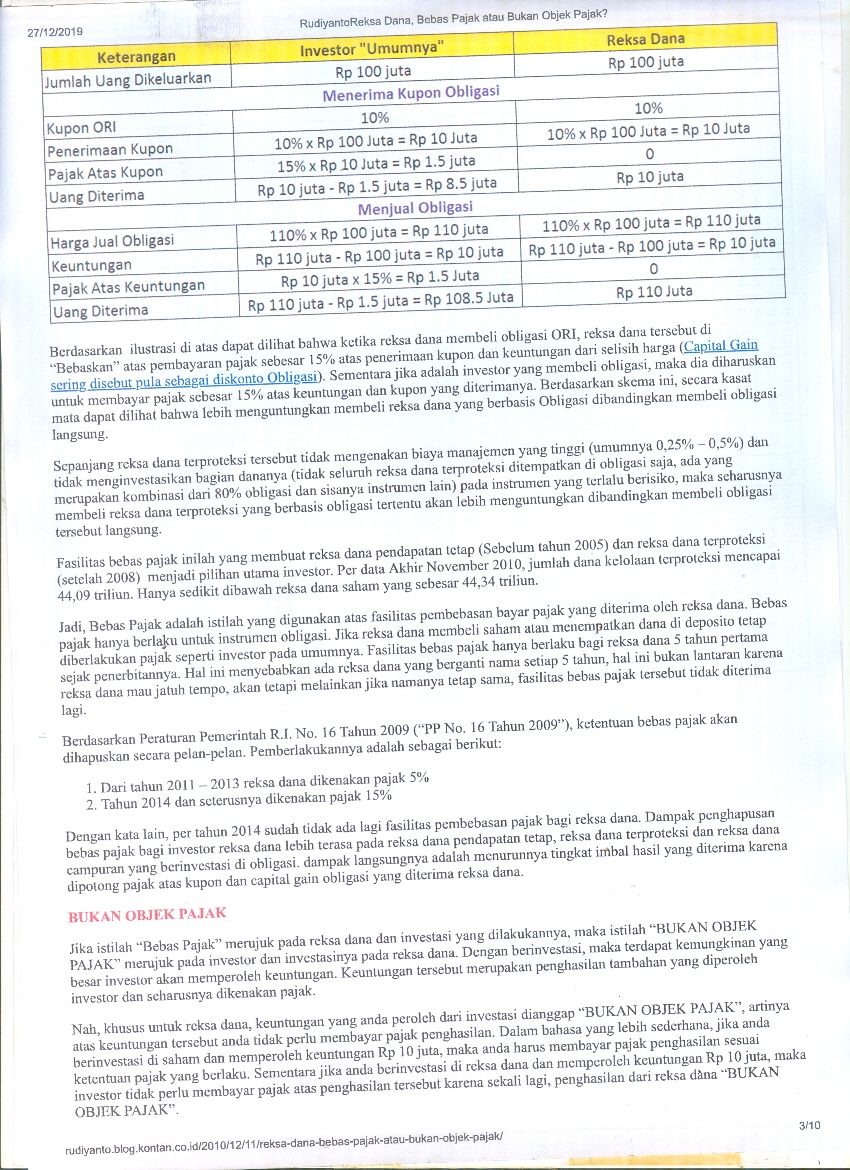 27/12/2019
RudiyantoReksa Dana, Bebas Pajak atau Bukan Objek Pajak?
Keterangan Investor "Umumnya" Reksa Dana
Jumlah Uang Dikeluarkan Rp 100 juta Rp 100 juta
Menerima Kupon Obligasi
Kupon ORI 10% 10%
Penerimaan Kupon 10% x Rp 100 Juta = Rp 10 Juta 10% x Rp 100 Juta = Rp 10 Juta
Pajak Atas Kupon 15% x Rp 10 Juta = Rp 1.5 juta 0
Uang Diterima Rp 10 juta - Rp 1.5 juta = Rp 8.5 juta Rp 10 juta
Menjual Obligasi
Harga Jual Obligasi 110% x Rp 100 juta = Rp 110 juta 110% x Rp 100 juta = Rp 110 juta
Keuntungan Rp 110 juta - Rp 100 juta = Rp 10 juta Rp 110 juta - Rp 100 juta = Rp 10 juta
Pajak Atas Keuntungan Rp 10 juta x 15% = Rp 1.5 Juta 0
Uang Diterima Rp 110 juta - Rp 1.5 juta = Rp 108.5 Juta Rp 110 Juta
Berdasarkan ilustrasi di atas dapat dilihat bahwa ketika reksa dana membeli obligasi ORI, reksa dana tersebut di
“Bebaskan” atas pembayaran pajak sebesar 15% atas penerimaan kupon dan keuntungan dari selisih harga (Capital Gain
sering disebut pula sebagai diskonto Obligasi). Sementara jika adalah investor yang membeli obligasi, maka dia diharuskan
untuk membayar pajak sebesar 15% atas keuntungan dan kupon yang diterimanya. Berdasarkan skema ini, secara kasat
mata dapat dilihat bahwa lebih menguntungkan membeli reksa dana yang berbasis Obligasi dibandingkan membeli obligasi
langsung.
Sepanjang reksa dana terproteksi tersebut tidak mengenakan biaya manajemen yang tinggi (umumnya 0,25% – 0,5%) dan
tidak menginvestasikan bagian dananya (tidak seluruh reksa dana terproteksi ditempatkan di obligasi saja, ada yang
merupakan kombinasi dari 80% obligasi dan sisanya instrumen lain) pada instrumen yang terlalu berisiko, maka seharusnya
membeli reksa dana terproteksi yang berbasis obligasi tertentu akan lebih menguntungkan dibandingkan membeli obligasi
tersebut langsung.
Fasilitas bebas pajak inilah yang membuat reksa dana pendapatan tetap (Sebelum tahun 2005) dan reksa dana terproteksi
(setelah 2008) menjadi pilihan utama investor. Per data Akhir November 2010, jumlah dana kelolaan terproteksi mencapai
44,09 triliun. Hanya sedikit dibawah reksa dana saham yang sebesar 44,34 triliun.
Jadi, Bebas Pajak adalah istilah yang digunakan atas fasilitas pembebasan bayar pajak yang diterima oleh reksa dana. Bebas
pajak hanya berlaku untuk instrumen obligasi. Jika reksa dana membeli saham atau menempatkan dana di deposito tetap
diberlakukan pajak seperti investor pada umumnya. Fasilitas bebas pajak hanya berlaku bagi reksa dana 5 tahun pertama
sejak penerbitannya. Hal ini menyebabkan ada reksa dana yang berganti nama setiap 5 tahun, hal ini bukan lantaran karena
reksa dana mau jatuh tempo, akan tetapi melainkan jika namanya tetap sama, fasilitas bebas pajak tersebut tidak diterima
lagi.
Berdasarkan Peraturan Pemerintah R.I. No. 16 Tahun 2009 (“PP No. 16 Tahun 2009”), ketentuan bebas pajak akan
dihapuskan secara pelan-pelan. Pemberlakukannya adalah sebagai berikut:
1. Dari tahun 2011 – 2013 reksa dana dikenakan pajak 5%
2. Tahun 2014 dan seterusnya dikenakan pajak 15%
Dengan kata lain, per tahun 2014 sudah tidak ada lagi fasilitas pembebasan pajak bagi reksa dana. Dampak penghapusan
bebas pajak bagi investor reksa dana lebih terasa pada reksa dana pendapatan tetap, reksa dana terproteksi dan reksa dana
campuran yang berinvestasi di obligasi. dampak langsungnya adalah menurunnya tingkat imbal hasil yang diterima karena
dipotong pajak atas kupon dan capital gain obligasi yang diterima reksa dana.
BUKAN OBJEK PAJAK
Jika istilah “Bebas Pajak” merujuk pada reksa dana dan investasi yang dilakukannya, maka istilah “BUKAN OBJEK
PAJAK” merujuk pada investor dan investasinya pada reksa dana. Dengan berinvestasi, maka terdapat kemungkinan yang
besar investor akan memperoleh keuntungan. Keuntungan tersebut merupakan penghasilan tambahan yang diperoleh
investor dan seharusnya dikenakan pajak.
Nah, khusus untuk reksa dana, keuntungan yang anda peroleh dari investasi dianggap “BUKAN OBJEK PAJAK”, artinya
atas keuntungan tersebut anda tidak perlu membayar pajak penghasilan. Dalam bahasa yang lebih sederhana, jika anda
berinvestasi di saham dan memperoleh keuntungan Rp 10 juta, maka anda harus membayar pajak penghasilan sesuai
ketentuan pajak yang berlaku. Sementara jika anda berinvestasi di reksa dana dan memperoleh keuntungan Rp 10 juta, maka
investor tidak perlu membayar pajak atas penghasilan tersebut karena sekali lagi, penghasilan dari reksa dana “BUKAN
OBJEK PAJAK”.
rudiyanto.blog.kontan.co.id/2010/12/11/reksa-dana-bebas-pajak-atau-bukan-objek-pajak/
3/10